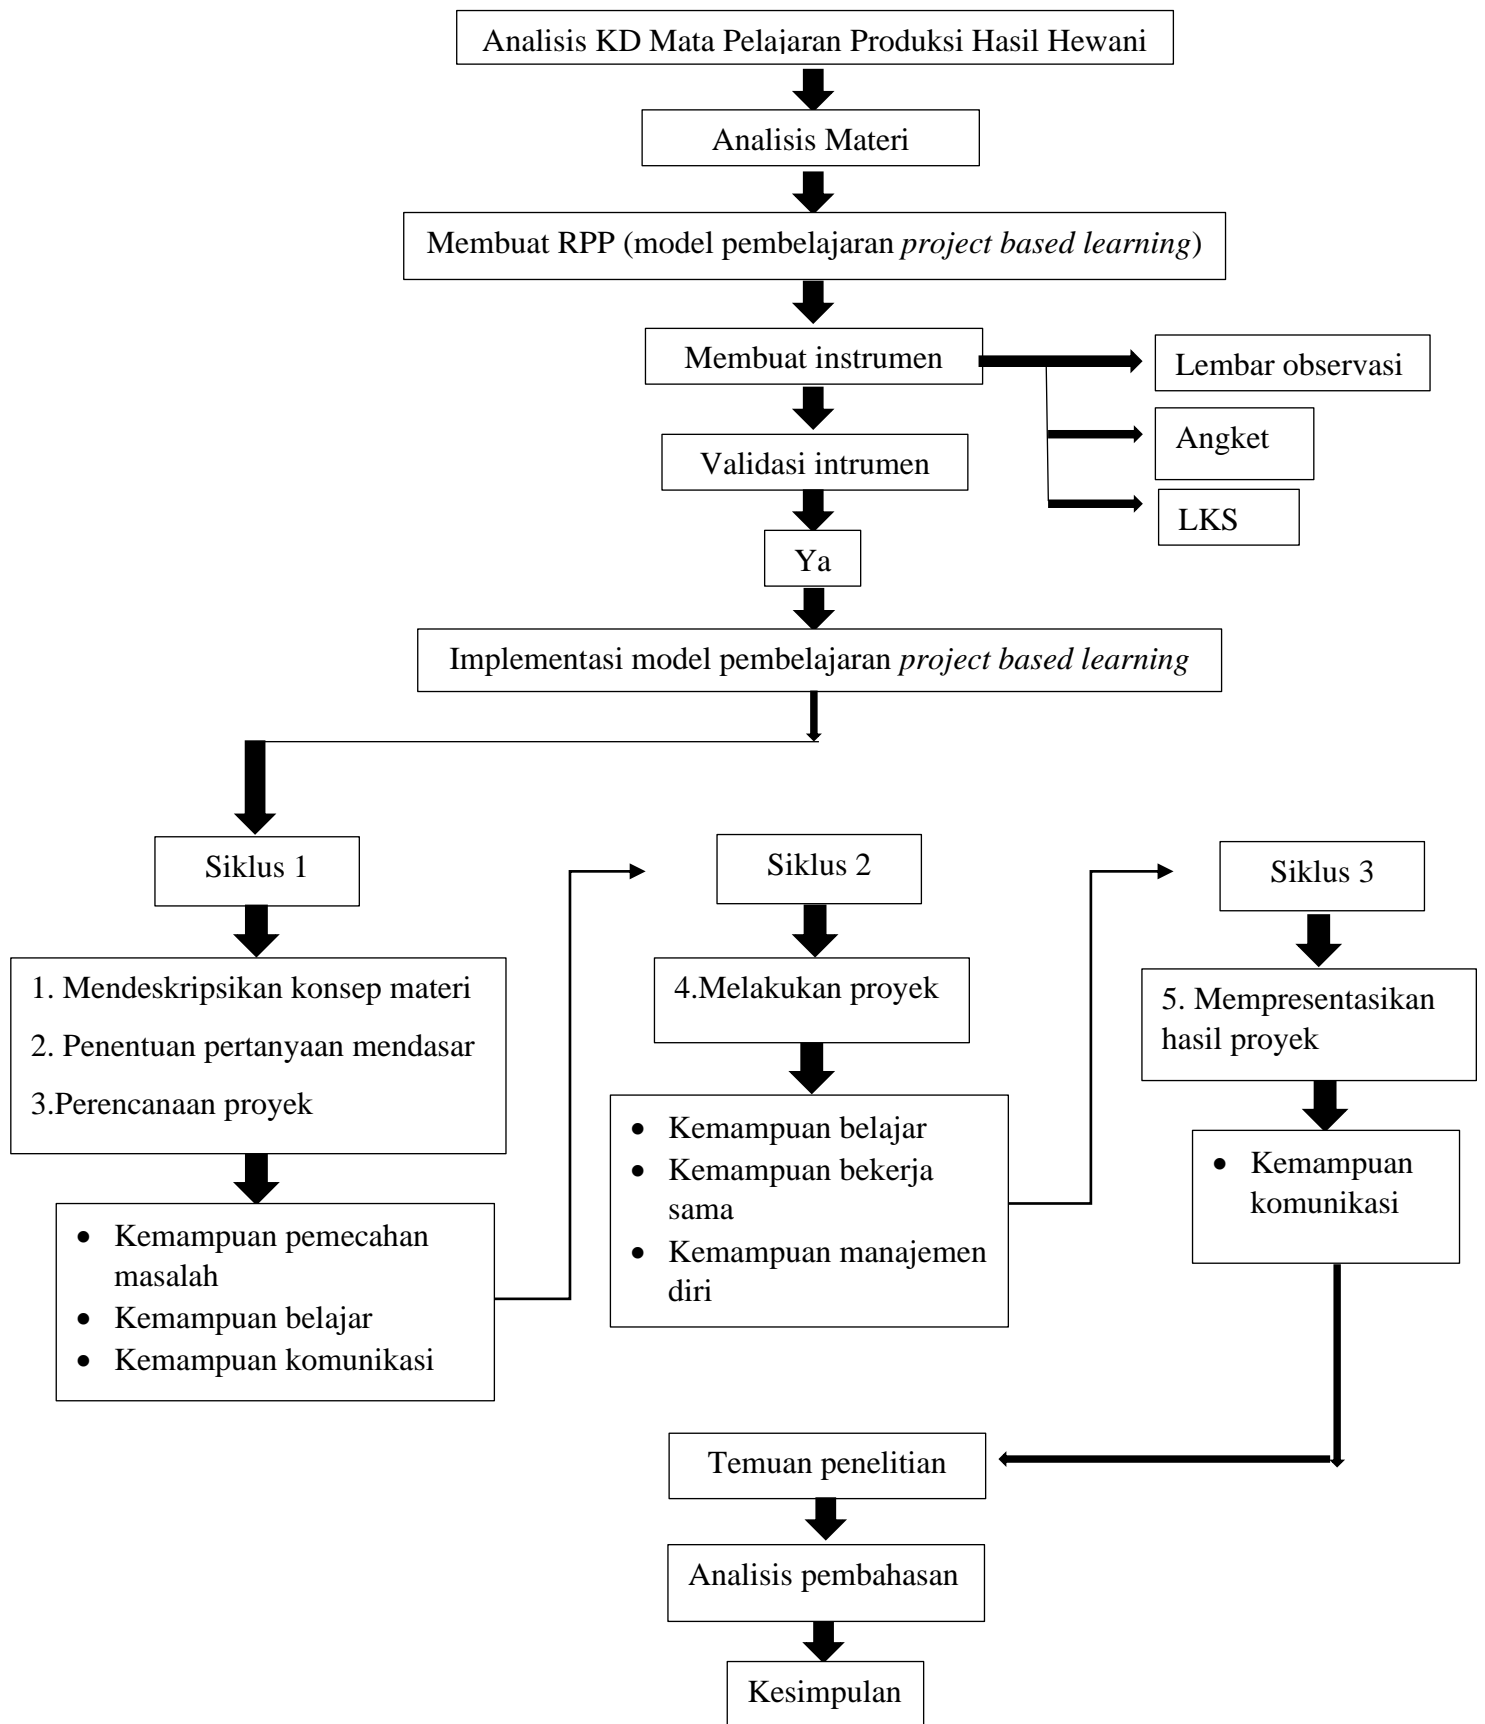 Analisis KD Mata Pelajaran Produksi Hasil Hewani
Analisis Materi
Membuat RPP (model pembelajaran project based learning)
Membuat instrumen
Lembar observasi
Angket
Validasi intrumen
LKS
Ya
Implementasi model pembelajaran project based learning
Siklus 1
1. Mendeskripsikan konsep materi
2. Penentuan pertanyaan mendasar
3.Perencanaan proyek
• Kemampuan pemecahan
masalah
• Kemampuan belajar
• Kemampuan komunikasi
Siklus 2
4.Melakukan proyek
• Kemampuan belajar
• Kemampuan bekerja
sama
• Kemampuan manajemen
diri
Siklus 3
5. Mempresentasikan
hasil proyek
• Kemampuan
komunikasi
Temuan penelitian
Analisis pembahasan
Kesimpulan